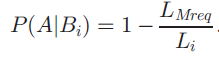 P(A|B_i) = 1 − \frac{L_{Mreq}}{L_i}.